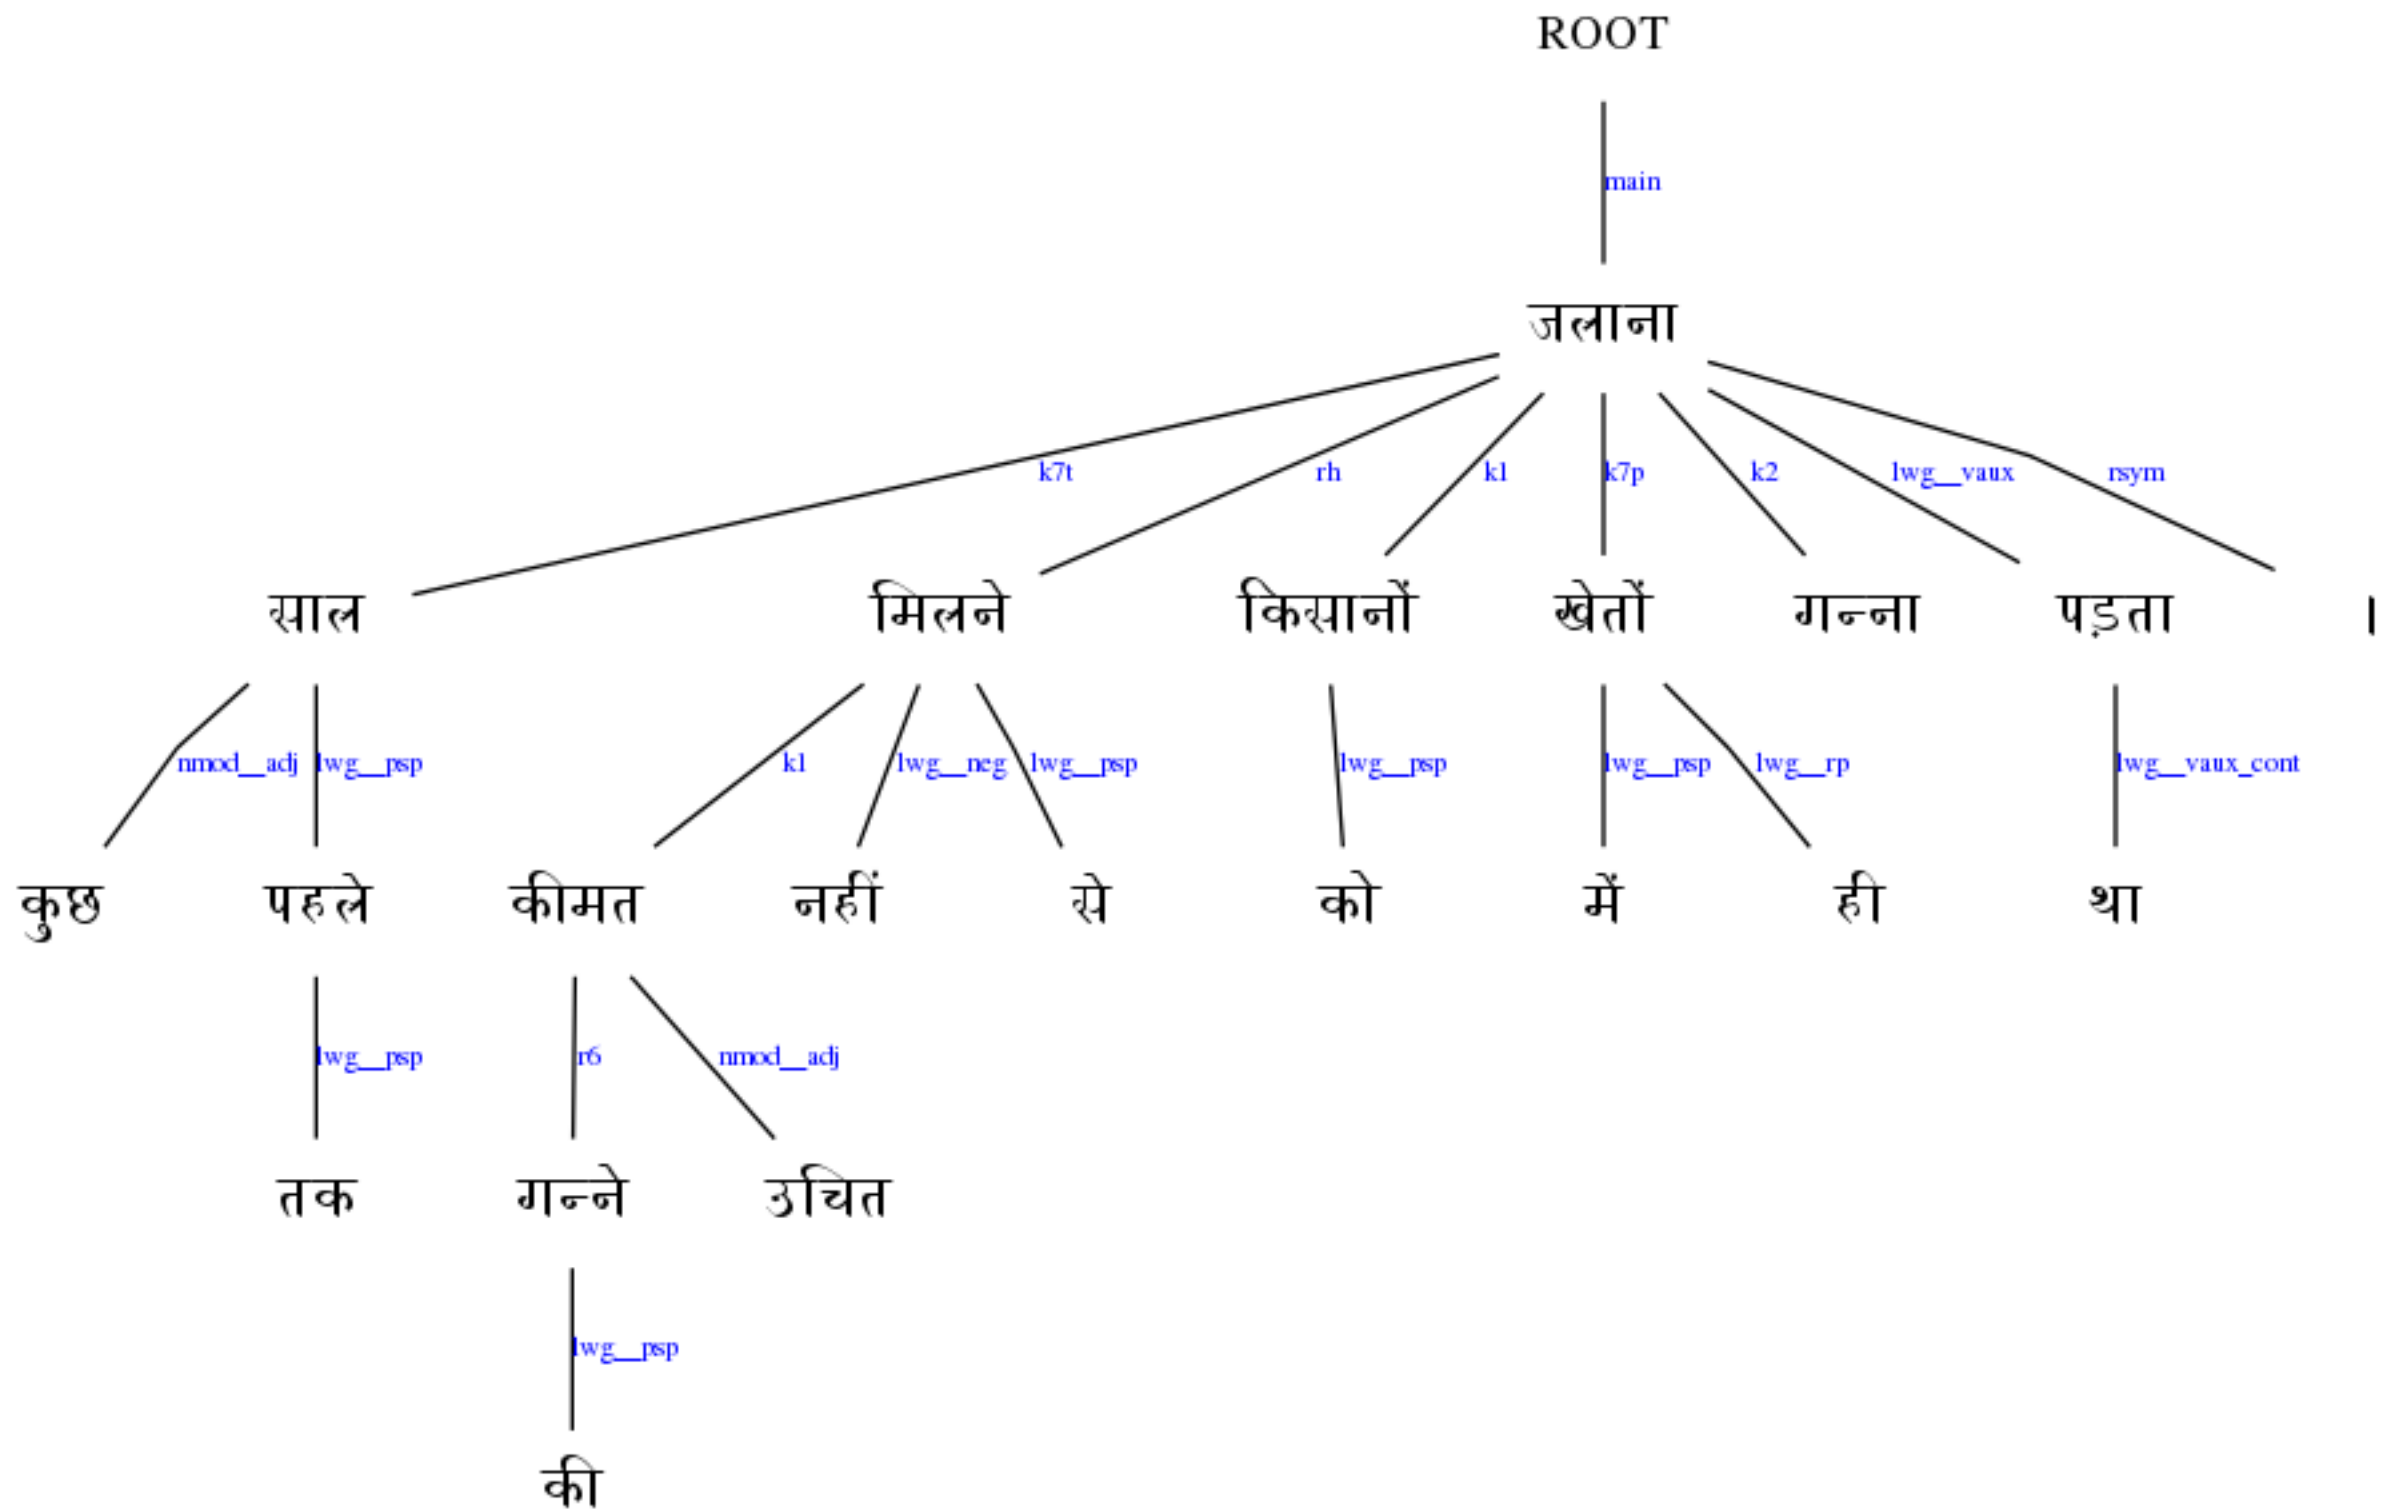 ROOT
main
जलाना
k7t rh k1 k7p k2 lwg__vaux rsym
साल मिलने किसानों खेतों गन्ना पड़ता ।
nmod__adj lwg__psp k1 lwg__neg lwg__psp lwg__psp lwg__psp lwg__rp lwg__vaux_cont
कुछ पहले कीमत नहीं से को में ही था
lwg__psp r6 nmod__adj
तक गन्ने उचित
lwg__psp
की